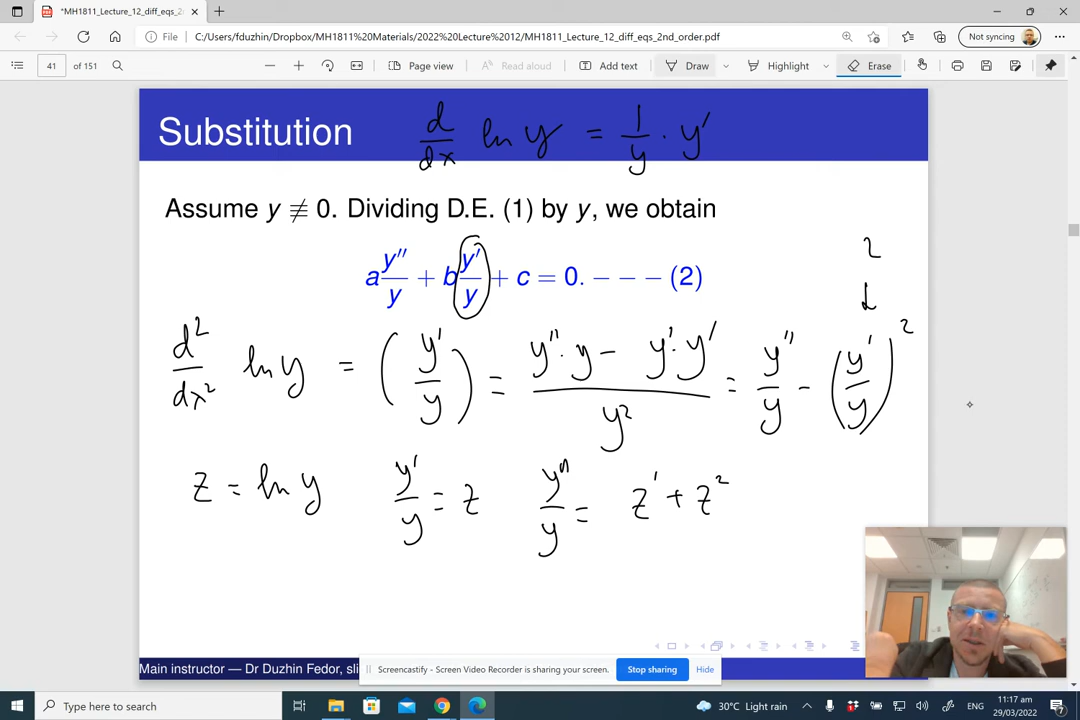 *MH1811_Lecture_12_diff_eqs_2nd
File C:/Users/fduzhin/Dropbox/MH1811%20Materials/2022%20Lecture%2012/MH1811_Lecture_12_diff_eqs_2nd_order.pdf Not syncing
41 of 151 Page view Read aloud Add text Draw Highlight Erase
Substitution d/dx ln y = 1/y · y'
Assume y ≢ 0. Dividing D.E. (1) by y, we obtain
a y''/y + b y'/y + c = 0. − − − (2)
2
↓
d²/dx² ln y = (y'/y) = (y''·y − y'·y')/y² = y''/y − (y'/y)²
z = ln y y'/y = z y''/y = z' + z²
Main instructor — Dr Duzhin Fedor, sli
Screencastify - Screen Video Recorder is sharing your screen. Stop sharing Hide
Type here to search
30°C Light rain ENG 11:17 am
29/03/2022
7